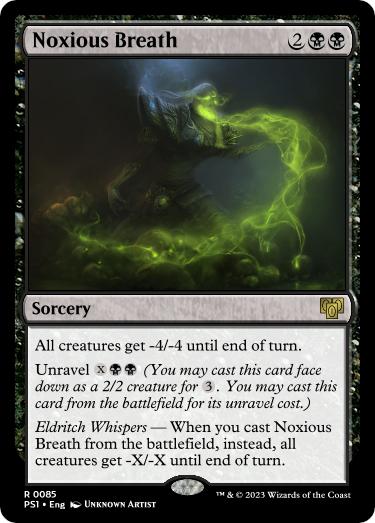 Noxious Breath 2
Sorcery
All creatures get -4/-4 until end of turn.
Unravel X (You may cast this card face
down as a 2/2 creature for 3. You may cast this
card from the battlefield for its unravel cost.)
Eldritch Whispers — When you cast Noxious
Breath from the battlefield, instead, all
creatures get -X/-X until end of turn.
R 0085
PS1 • Eng Unknown Artist
™ & © 2023 Wizards of the Coast